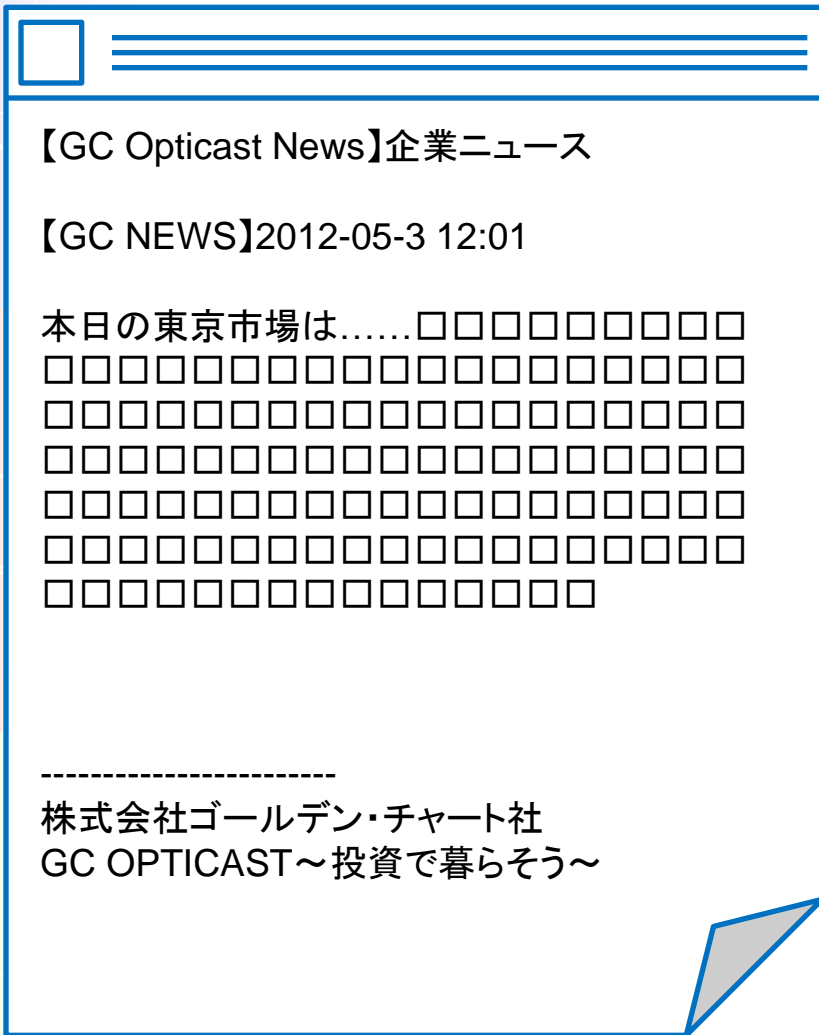 【GC Opticast News】企業ニュース
【GC NEWS】2012-05-3 12:01
本日の東京市場は……□□□□□□□□□
□□□□□□□□□□□□□□□□□□□
□□□□□□□□□□□□□□□□□□□
□□□□□□□□□□□□□□□□□□□
□□□□□□□□□□□□□□□□□□□
□□□□□□□□□□□□□□□□□□□
□□□□□□□□□□□□□□□
------------------------
株式会社ゴールデン・チャート社
GC OPTICAST～投資で暮らそう～